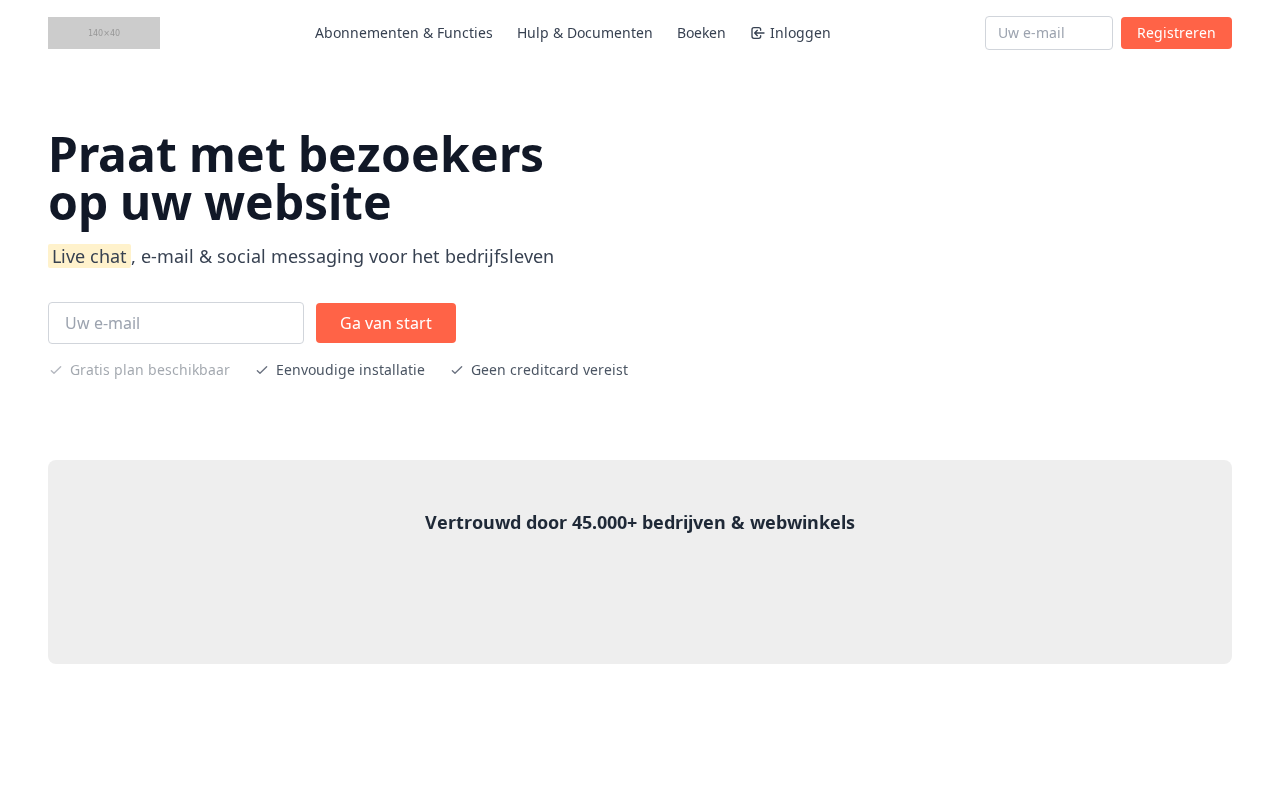 140×40
Abonnementen & Functies
Hulp & Documenten
Boeken
Inloggen
Uw e-mail
Registreren
Praat met bezoekers
op uw website
Live chat , e-mail & social messaging voor het bedrijfsleven
Uw e-mail
Ga van start
Gratis plan beschikbaar
Eenvoudige installatie
Geen creditcard vereist
Vertrouwd door 45.000+ bedrijven & webwinkels